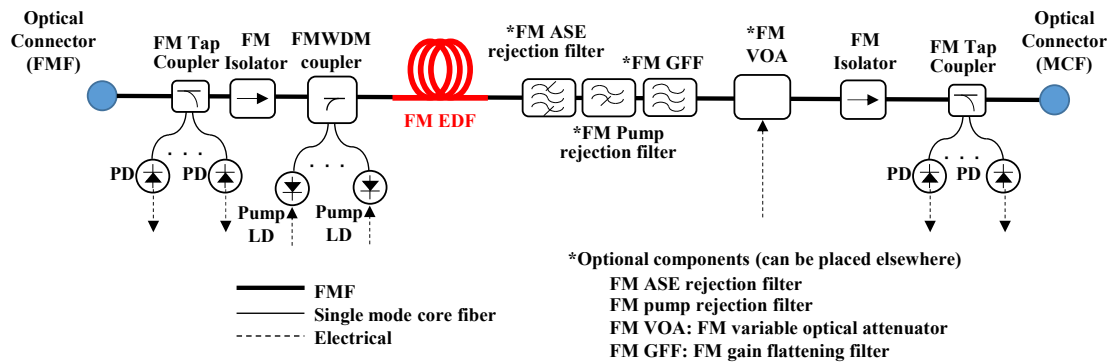 Optical
Connector
(FMF)
FM Tap
Coupler
FM
Isolator
FMWDM
coupler
FM EDF
*FM ASE
rejection filter
*FM GFF
*FM Pump
rejection filter
*FM
VOA
FM
Isolator
FM Tap
Coupler
Optical
Connector
(MCF)
. . .
PD
PD
. . .
Pump
LD
Pump
LD
. . .
PD
PD
FMF
Single mode core fiber
Electrical
*Optional components (can be placed elsewhere)
FM ASE rejection filter
FM pump rejection filter
FM VOA: FM variable optical attenuator
FM GFF: FM gain flattening filter